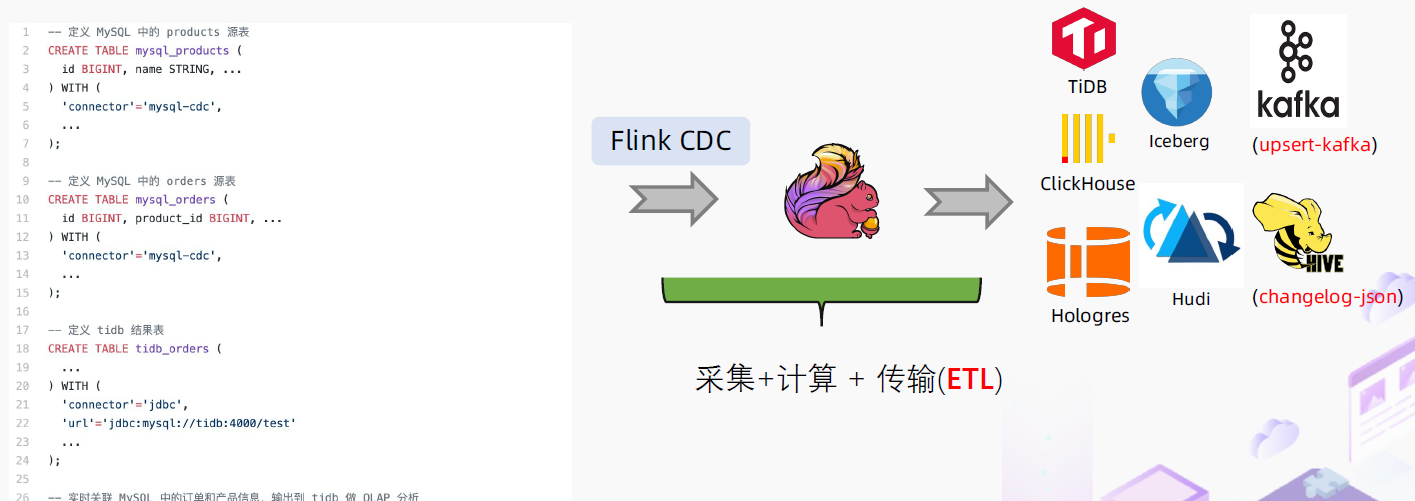 1 -- 定义 MySQL 中的 products 源表
2 CREATE TABLE mysql_products (
3 id BIGINT, name STRING, ...
4 ) WITH (
5 'connector'='mysql-cdc',
6 ...
7 );
8
9 -- 定义 MySQL 中的 orders 源表
10 CREATE TABLE mysql_orders (
11 id BIGINT, product_id BIGINT, ...
12 ) WITH (
13 'connector'='mysql-cdc',
14 ...
15 );
16
17 -- 定义 tidb 结果表
18 CREATE TABLE tidb_orders (
19 ...
20 ) WITH (
21 'connector'='jdbc',
22 'url'='jdbc:mysql://tidb:4000/test'
23 ...
24 );
25
26 -- 实时关联 MySQL 中的订单和产品信息，输出到 tidb 做 OLAP 分析
Flink CDC
采集+计算 + 传输(ETL)
TiDB
Iceberg
kafka
(upsert-kafka)
ClickHouse
Hologres
Hudi
HIVE
(changelog-json)